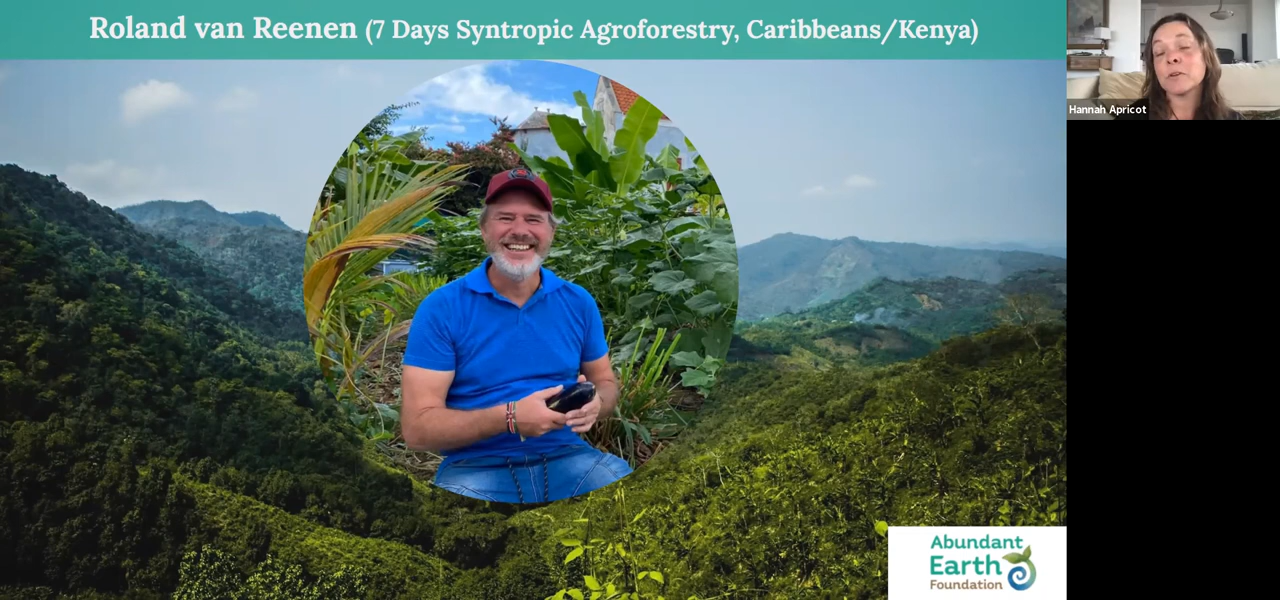 Roland van Reenen (7 Days Syntropic Agroforestry, Caribbeans/Kenya)
Hannah Apricot
Abundant
Earth
Foundation